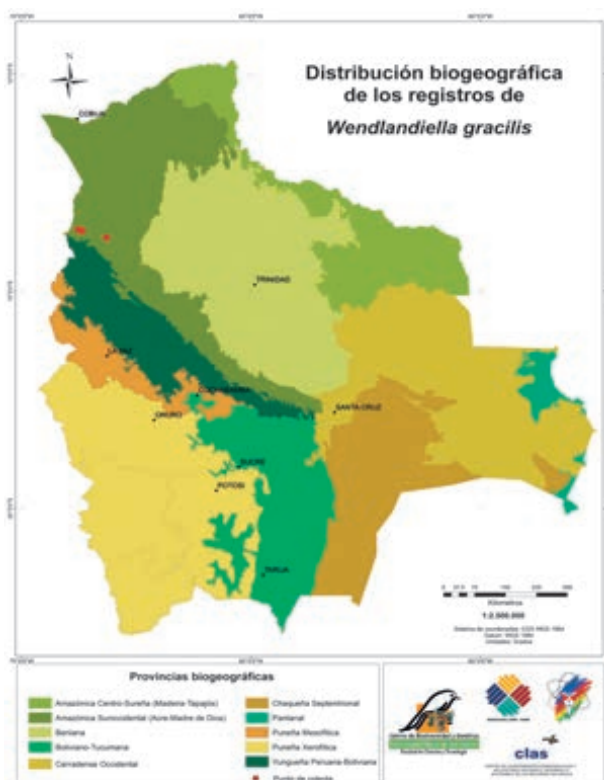 Distribución biogeográfica
de los registros de
Wendlandiella gracilis
N
COBIJA
TRINIDAD
LA PAZ
COCHABAMBA
ORURO
SANTA CRUZ
SUCRE
POTOSI
TARIJA
Kilómetros
1:2.500.000
Provincias biogeográficas
Amazónica Centro-Sureña (Madeira-Tapajós)
Amazónica Suroccidental (Acre-Madre de Dios)
Beniana
Boliviano-Tucumana
Cerradense Occidental
Chaqueña Septentrional
Pantanal
Puneña Mesofítica
Puneña Xerofítica
Yungueña Peruano-Boliviana
Punto de colecta
clas